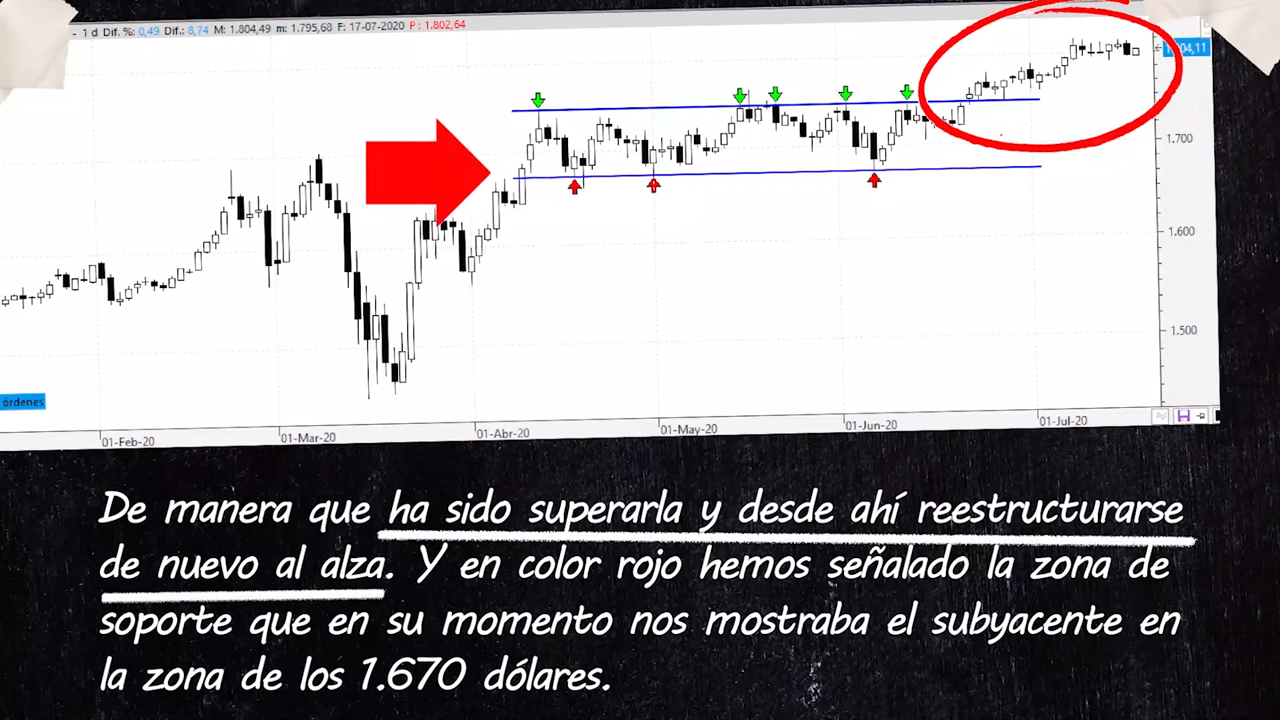 - 1 d Dif. %: 0,49 Dif.: 8,74 M: 1.804,49 m: 1.795,68 F: 17-07-2020 P: 1.802,64
1.700
1.600
1.500
órdenes
01-Feb-20 01-Mar-20 01-Abr-20 01-May-20 01-Jun-20 01-Jul-20
De manera que ha sido superarla y desde ahí reestructurarse
de nuevo al alza. Y en color rojo hemos señalado la zona de
soporte que en su momento nos mostraba el subyacente en
la zona de los 1.670 dólares.